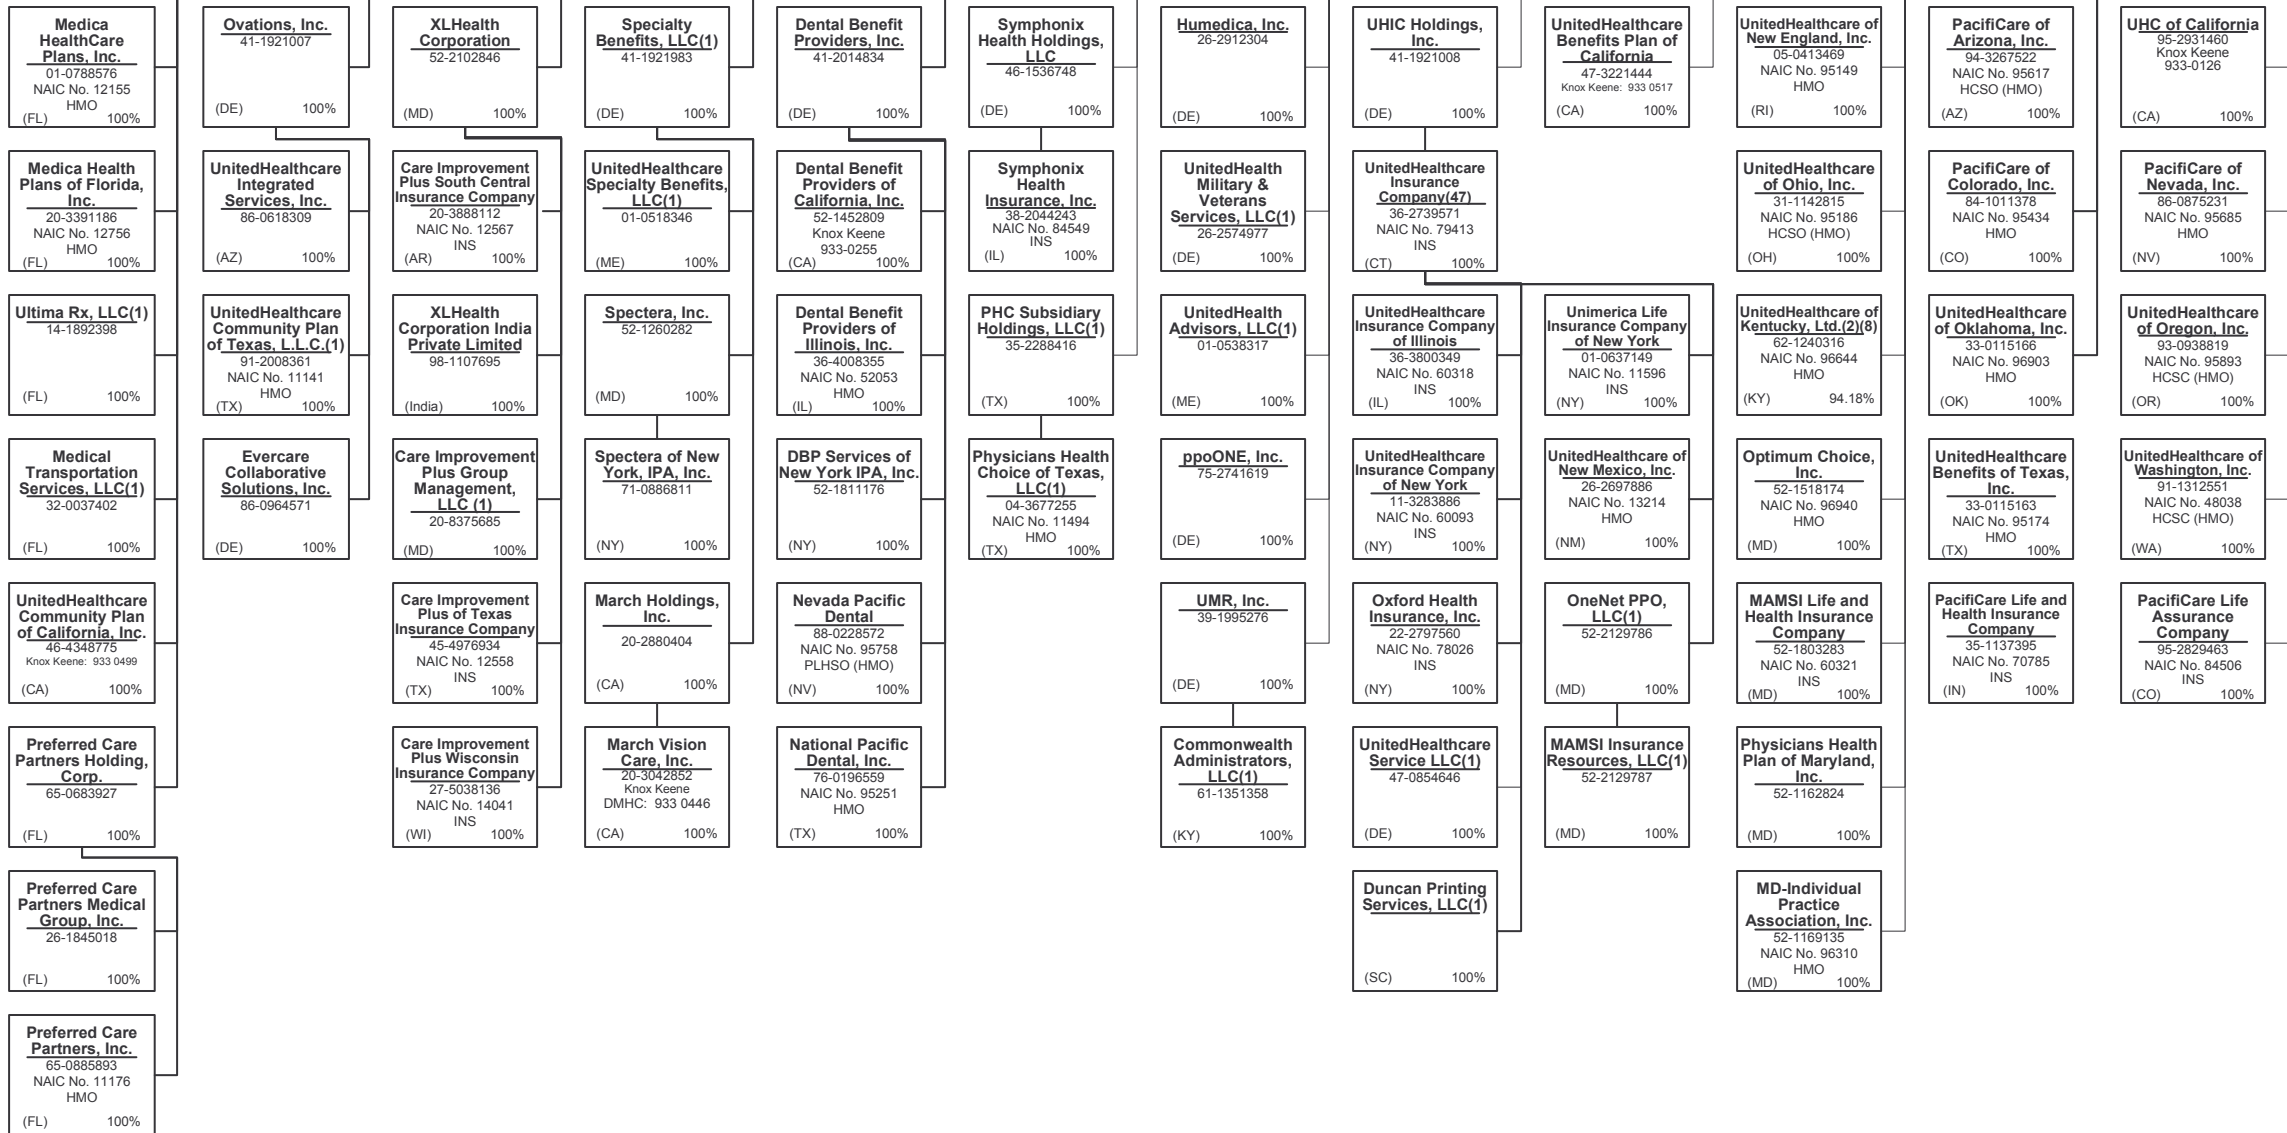 Medica
HealthCare
Plans, Inc.
01-0788576
NAIC No. 12155
HMO
(FL) 100%
Medica Health
Plans of Florida,
Inc.
20-3391186
NAIC No. 12756
HMO
(FL) 100%
Ultima Rx, LLC(1)
14-1892398
(FL) 100%
Medical
Transportation
Services, LLC(1)
32-0037402
(FL) 100%
UnitedHealthcare
Community Plan
of California, Inc.
46-4348775
Knox Keene: 933 0499
(CA) 100%
Preferred Care
Partners Holding,
Corp.
65-0683927
(FL) 100%
Preferred Care
Partners Medical
Group, Inc.
26-1845018
(FL) 100%
Preferred Care
Partners, Inc.
65-0885893
NAIC No. 11176
HMO
(FL) 100%
Ovations, Inc.
41-1921007
(DE) 100%
UnitedHealthcare
Integrated
Services, Inc.
86-0618309
(AZ) 100%
UnitedHealthcare
Community Plan
of Texas, L.L.C.(1)
91-2008361
NAIC No. 11141
HMO
(TX) 100%
Evercare
Collaborative
Solutions, Inc.
86-0964571
(DE) 100%
XLHealth
Corporation
52-2102846
(MD) 100%
Care Improvement
Plus South Central
Insurance Company
20-3888112
NAIC No. 12567
INS
(AR) 100%
XLHealth
Corporation India
Private Limited
98-1107695
(India) 100%
Care Improvement
Plus Group
Management,
LLC (1)
20-8375685
(MD) 100%
Care Improvement
Plus of Texas
Insurance Company
45-4976934
NAIC No. 12558
INS
(TX) 100%
Care Improvement
Plus Wisconsin
Insurance Company
27-5038136
NAIC No. 14041
INS
(WI) 100%
Specialty
Benefits, LLC(1)
41-1921983
(DE) 100%
UnitedHealthcare
Specialty Benefits,
LLC(1)
01-0518346
(ME) 100%
Spectera, Inc.
52-1260282
(MD) 100%
Spectera of New
York, IPA, Inc.
71-0886811
(NY) 100%
March Holdings,
Inc.
20-2880404
(CA) 100%
March Vision
Care, Inc.
20-3042852
Knox Keene
DMHC: 933 0446
(CA) 100%
Dental Benefit
Providers, Inc.
41-2014834
(DE) 100%
Dental Benefit
Providers of
California, Inc.
52-1452809
Knox Keene
933-0255
(CA) 100%
Dental Benefit
Providers of
Illinois, Inc.
36-4008355
NAIC No. 52053
HMO
(IL) 100%
DBP Services of
New York IPA, Inc.
52-1811176
(NY) 100%
Nevada Pacific
Dental
88-0228572
NAIC No. 95758
PLHSO (HMO)
(NV) 100%
National Pacific
Dental, Inc.
76-0196559
NAIC No. 95251
HMO
(TX) 100%
Symphonix
Health Holdings,
LLC
46-1536748
(DE) 100%
Symphonix
Health
Insurance, Inc.
38-2044243
NAIC No. 84549
INS
(IL) 100%
PHC Subsidiary
Holdings, LLC(1)
35-2288416
(TX) 100%
Physicians Health
Choice of Texas,
LLC(1)
04-3677255
NAIC No. 11494
HMO
(TX) 100%
Humedica, Inc.
26-2912304
(DE) 100%
UnitedHealth
Military &
Veterans
Services, LLC(1)
26-2574977
(DE) 100%
UnitedHealth
Advisors, LLC(1)
01-0538317
(ME) 100%
ppoONE, Inc.
75-2741619
(DE) 100%
UMR, Inc.
39-1995276
(DE) 100%
Commonwealth
Administrators,
LLC(1)
61-1351358
(KY) 100%
UHIC Holdings,
Inc.
41-1921008
(DE) 100%
UnitedHealthcare
Insurance
Company(47)
36-2739571
NAIC No. 79413
INS
(CT) 100%
UnitedHealthcare
Insurance Company
of Illinois
36-3800349
NAIC No. 60318
INS
(IL) 100%
UnitedHealthcare
Insurance Company
of New York
11-3283886
NAIC No. 60093
INS
(NY) 100%
Oxford Health
Insurance, Inc.
22-2797560
NAIC No. 78026
INS
(NY) 100%
UnitedHealthcare
Service LLC(1)
47-0854646
(DE) 100%
Duncan Printing
Services, LLC(1)
(SC) 100%
UnitedHealthcare
Benefits Plan of
California
47-3221444
Knox Keene: 933 0517
(CA) 100%
Unimerica Life
Insurance Company
of New York
01-0637149
NAIC No. 11596
INS
(NY) 100%
UnitedHealthcare of
New Mexico, Inc.
26-2697886
NAIC No. 13214
HMO
(NM) 100%
OneNet PPO,
LLC(1)
52-2129786
(MD) 100%
MAMSI Insurance
Resources, LLC(1)
52-2129787
(MD) 100%
UnitedHealthcare of
New England, Inc.
05-0413469
NAIC No. 95149
HMO
(RI) 100%
UnitedHealthcare
of Ohio, Inc.
31-1142815
NAIC No. 95186
HCSO (HMO)
(OH) 100%
UnitedHealthcare of
Kentucky, Ltd.(2)(8)
62-1240316
NAIC No. 96644
HMO
(KY) 94.18%
Optimum Choice,
Inc.
52-1518174
NAIC No. 96940
HMO
(MD) 100%
MAMSI Life and
Health Insurance
Company
52-1803283
NAIC No. 60321
INS
(MD) 100%
Physicians Health
Plan of Maryland,
Inc.
52-1162824
(MD) 100%
MD-Individual
Practice
Association, Inc.
52-1169135
NAIC No. 96310
HMO
(MD) 100%
PacifiCare of
Arizona, Inc.
94-3267522
NAIC No. 95617
HCSO (HMO)
(AZ) 100%
PacifiCare of
Colorado, Inc.
84-1011378
NAIC No. 95434
HMO
(CO) 100%
UnitedHealthcare
of Oklahoma, Inc.
33-0115166
NAIC No. 96903
HMO
(OK) 100%
UnitedHealthcare
Benefits of Texas,
Inc.
33-0115163
NAIC No. 95174
HMO
(TX) 100%
PacifiCare Life and
Health Insurance
Company
35-1137395
NAIC No. 70785
INS
(IN) 100%
UHC of California
95-2931460
Knox Keene
933-0126
(CA) 100%
PacifiCare of
Nevada, Inc.
86-0875231
NAIC No. 95685
HMO
(NV) 100%
UnitedHealthcare
of Oregon, Inc.
93-0938819
NAIC No. 95893
HCSC (HMO)
(OR) 100%
UnitedHealthcare of
Washington, Inc.
91-1312551
NAIC No. 48038
HCSC (HMO)
(WA) 100%
PacifiCare Life
Assurance
Company
95-2829463
NAIC No. 84506
INS
(CO) 100%